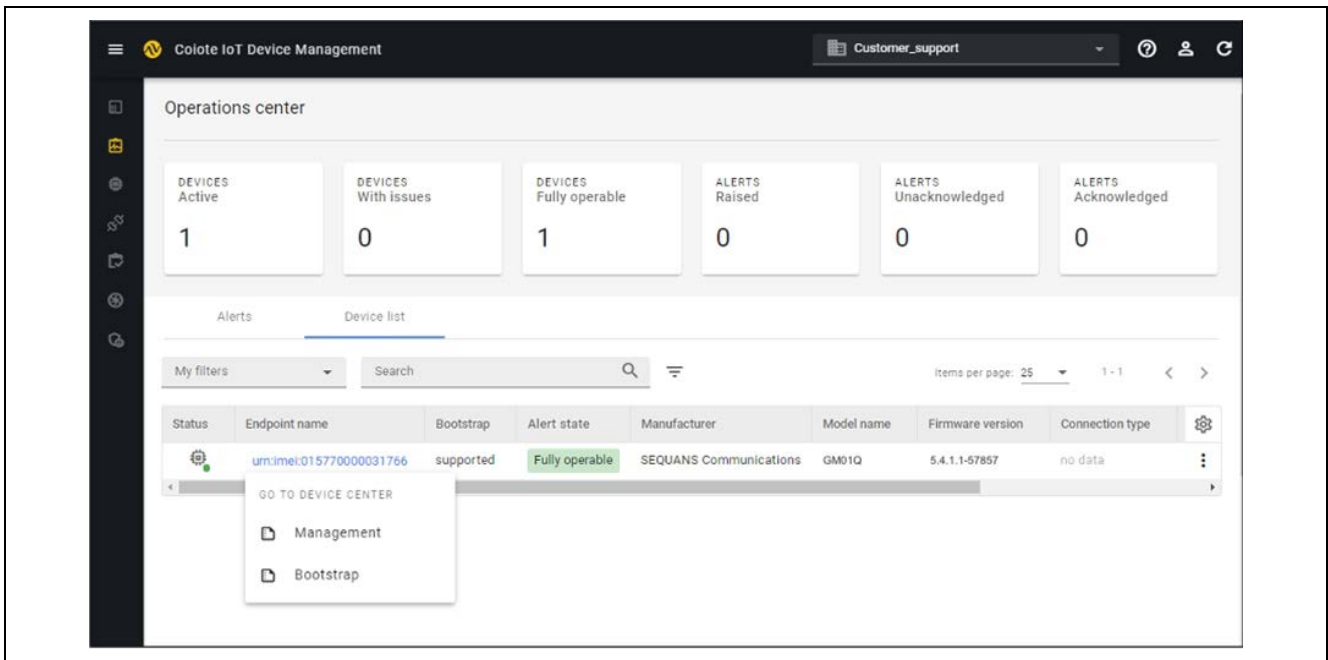 Coiote IoT Device Management
Customer_support
Operations center
DEVICES
Active
1
DEVICES
With issues
0
DEVICES
Fully operable
1
ALERTS
Raised
0
ALERTS
Unacknowledged
0
ALERTS
Acknowledged
0
Alerts Device list
My filters Search Items per page: 25 1 - 1
Status Endpoint name Bootstrap Alert state Manufacturer Model name Firmware version Connection type
urn:imei:015770000031766 supported Fully operable SEQUANS Communications GM01Q 5.4.1.1-57857 no data
GO TO DEVICE CENTER
Management
Bootstrap